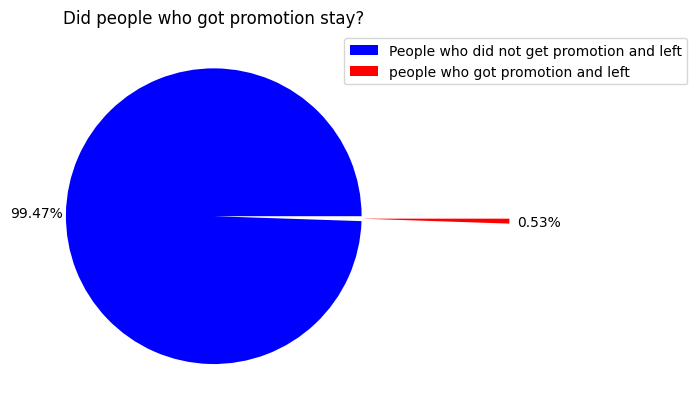 Did people who got promotion stay?
People who did not get promotion and left
people who got promotion and left
99.47%
0.53%